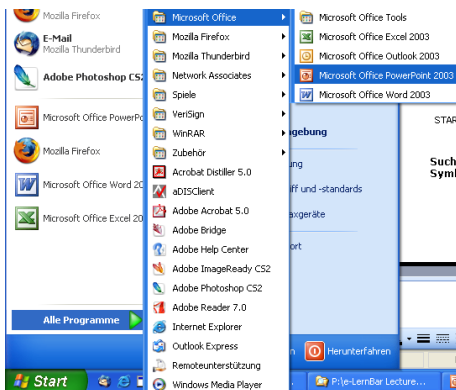 Mozilla Firefox
E-Mail
Mozilla Thunderbird
Adobe Photoshop CS2
Microsoft Office PowerPo
Mozilla Firefox
Microsoft Office Word 20
Microsoft Office Excel 20
Alle Programme
Start
Microsoft Office
Mozilla Firefox
Mozilla Thunderbird
Network Associates
Spiele
VeriSign
WinRAR
Zubehör
Acrobat Distiller 5.0
aDISClient
Adobe Acrobat 5.0
Adobe Bridge
Adobe Help Center
Adobe ImageReady CS2
Adobe Photoshop CS2
Adobe Reader 7.0
Internet Explorer
Outlook Express
Remoteunterstützung
Windows Media Player
Microsoft Office Tools
Microsoft Office Excel 2003
Microsoft Office Outlook 2003
Microsoft Office PowerPoint 2003
Microsoft Office Word 2003
gebung
ung
ff und -standards
axgeräte
ort
n
Herunterfahren
STAR
Such
Symb
P:\e-LernBar Lecture...